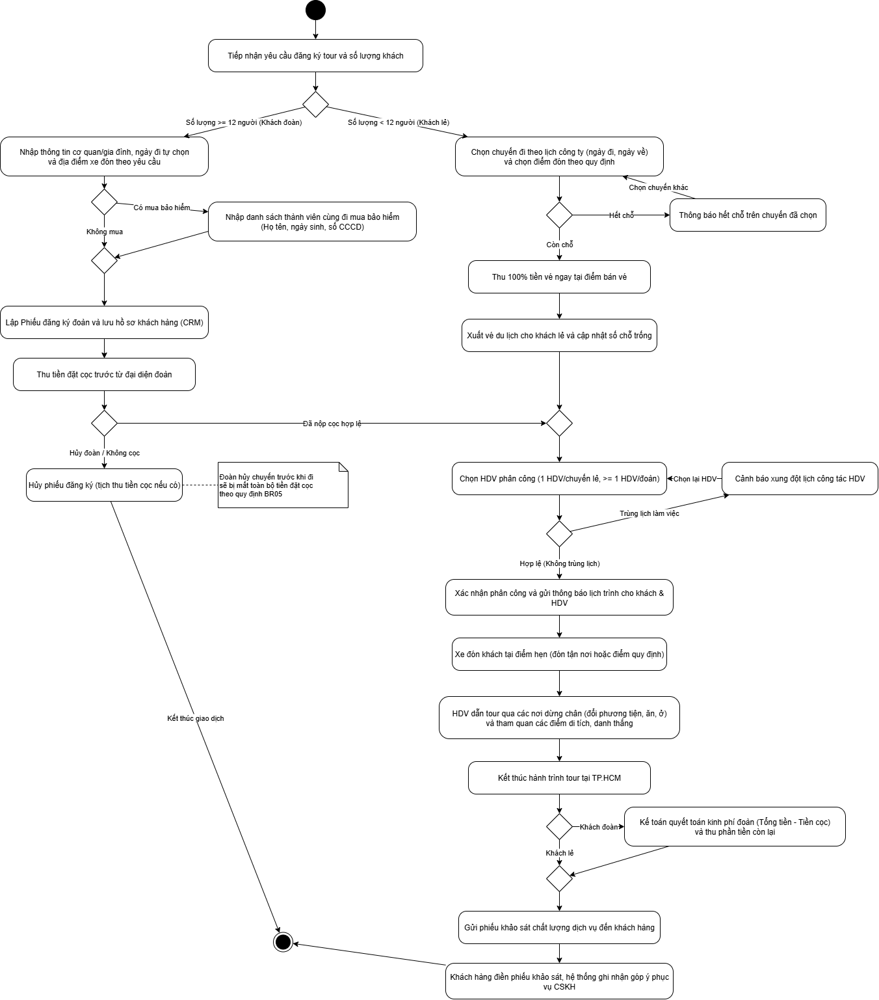 Tiếp nhận yêu cầu đăng ký tour và số lượng khách
Số lượng >= 12 người (Khách đoàn)
Số lượng < 12 người (Khách lẻ)
Nhập thông tin cơ quan/gia đình, ngày đi tự chọn
và địa điểm xe đón theo yêu cầu
Chọn chuyến đi theo lịch công ty (ngày đi, ngày về)
và chọn điểm đón theo quy định
Chọn chuyến khác
Có mua bảo hiểm
Nhập danh sách thành viên cùng đi mua bảo hiểm
(Họ tên, ngày sinh, số CCCD)
Hết chỗ
Thông báo hết chỗ trên chuyến đã chọn
Không mua
Còn chỗ
Thu 100% tiền vé ngay tại điểm bán vé
Lập Phiếu đăng ký đoàn và lưu hồ sơ khách hàng (CRM)
Xuất vé du lịch cho khách lẻ và cập nhật số chỗ trống
Thu tiền đặt cọc trước từ đại diện đoàn
Đã nộp cọc hợp lệ
Hủy đoàn / Không cọc
Hủy phiếu đăng ký (tịch thu tiền cọc nếu có)
Đoàn hủy chuyến trước khi đi
sẽ bị mất toàn bộ tiền đặt cọc
theo quy định BR05
Chọn HDV phân công (1 HDV/chuyến lẻ, >= 1 HDV/đoàn)
Chọn lại HDV
Cảnh báo xung đột lịch công tác HDV
Trùng lịch làm việc
Hợp lệ (Không trùng lịch)
Xác nhận phân công và gửi thông báo lịch trình cho khách &
HDV
Xe đón khách tại điểm hẹn (đón tận nơi hoặc điểm quy định)
HDV dẫn tour qua các nơi dừng chân (đổi phương tiện, ăn, ở)
và tham quan các điểm di tích, danh thắng
Kết thúc giao dịch
Kết thúc hành trình tour tại TP.HCM
Khách đoàn
Kế toán quyết toán kinh phí đoàn (Tổng tiền - Tiền cọc)
và thu phần tiền còn lại
Khách lẻ
Gửi phiếu khảo sát chất lượng dịch vụ đến khách hàng
Khách hàng điền phiếu khảo sát, hệ thống ghi nhận góp ý phục
vụ CSKH